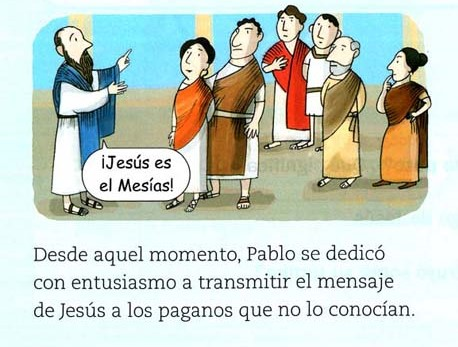 ¡Jesús es
el Mesías!
Desde aquel momento, Pablo se dedicó
con entusiasmo a transmitir el mensaje
de Jesús a los paganos que no lo conocían.